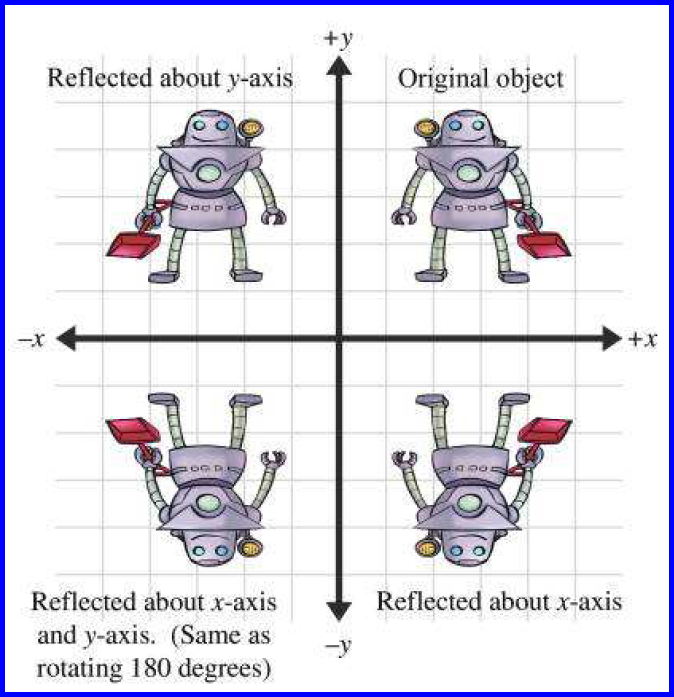 +y
Reflected about y-axis
Original object
–x
+x
Reflected about x-axis
and y-axis.  (Same as
rotating 180 degrees)
Reflected about x-axis
–y